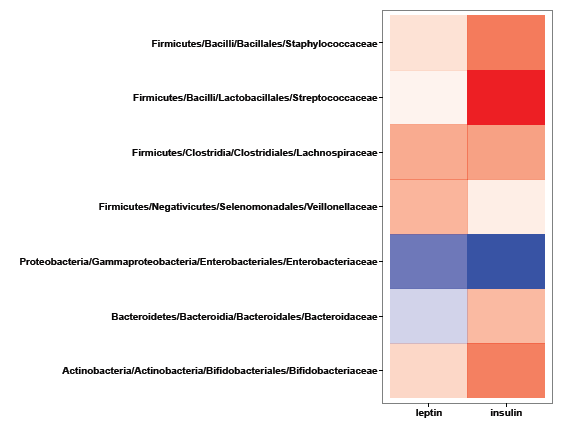 Firmicutes/Bacilli/Bacillales/Staphylococcaceae
Firmicutes/Bacilli/Lactobacillales/Streptococcaceae
Firmicutes/Clostridia/Clostridiales/Lachnospiraceae
Firmicutes/Negativicutes/Selenomonadales/Veillonellaceae
Proteobacteria/Gammaproteobacteria/Enterobacteriales/Enterobacteriaceae
Bacteroidetes/Bacteroidia/Bacteroidales/Bacteroidaceae
Actinobacteria/Actinobacteria/Bifidobacteriales/Bifidobacteriaceae
leptin insulin